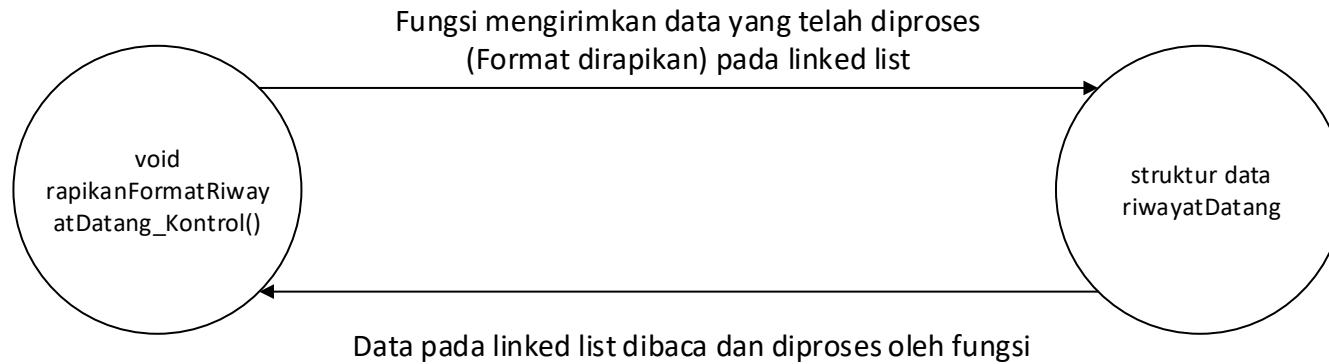 Fungsi mengirimkan data yang telah diproses
(Format dirapikan) pada linked list
void
rapikanFormatRiway
atDatang_Kontrol()
struktur data
riwayatDatang
Data pada linked list dibaca dan diproses oleh fungsi